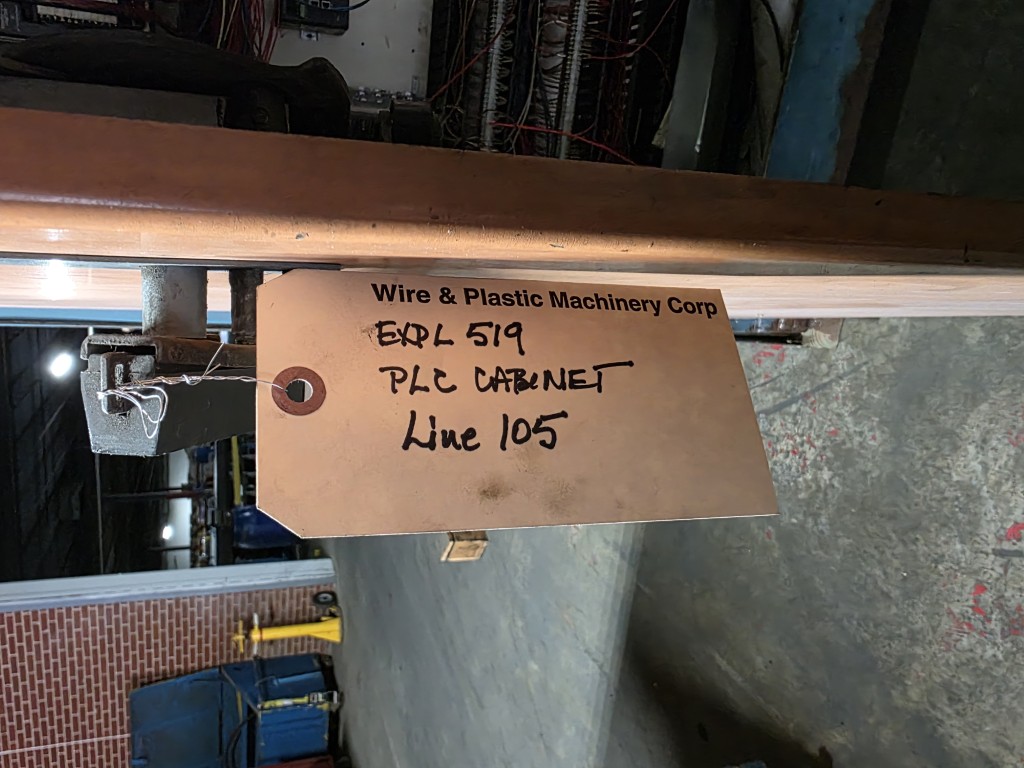 Wire & Plastic Machinery Corp
EXPL 519
PLC CABINET
Line 105